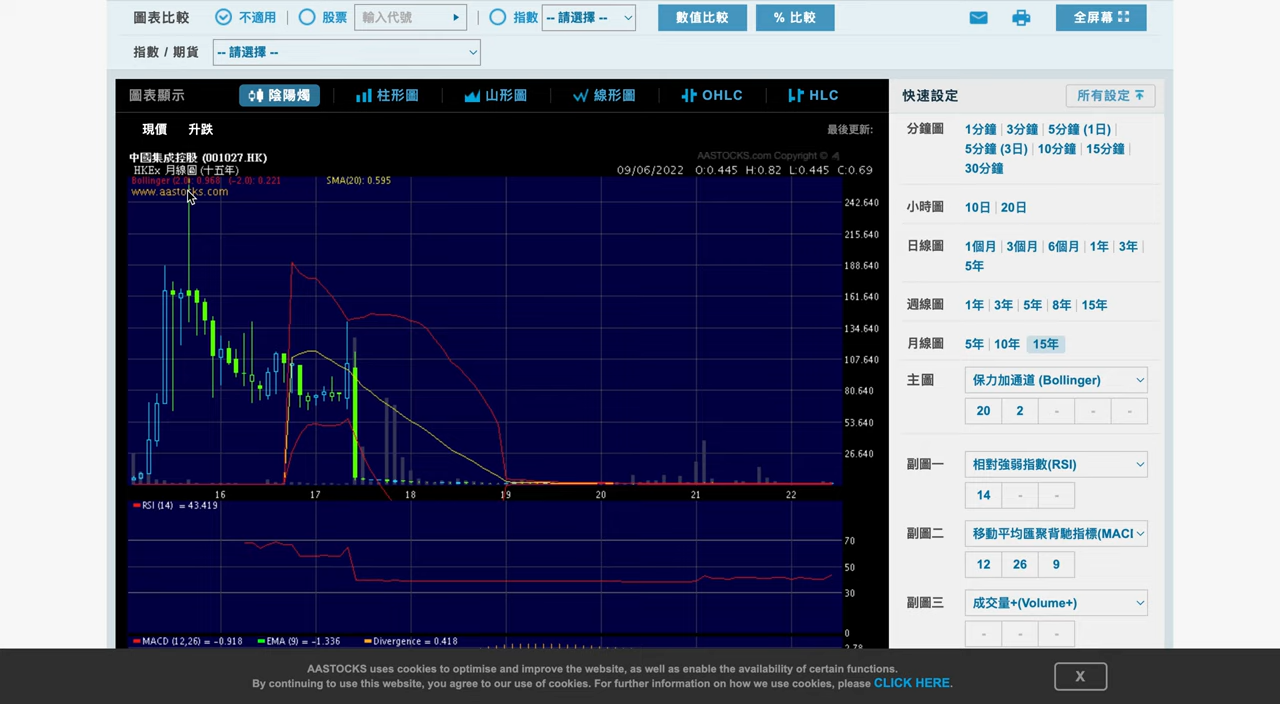 圖表比較 不適用 | 股票 輸入代號 | 指數 -- 請選擇 -- 數值比較 % 比較 全屏幕
指數 / 期貨 -- 請選擇 --
圖表顯示 陰陽燭 柱形圖 山形圖 線形圖 OHLC HLC
快速設定 所有設定
現價 升跌 最後更新:
分鐘圖 1分鐘 | 3分鐘 | 5分鐘 (1日) |
5分鐘 (3日) | 10分鐘 | 15分鐘 |
30分鐘
中國集成控股 (001027.HK) AASTOCKS.com Copyright ©
HKEx 月線圖 (十五年) 09/06/2022 O:0.445 H:0.82 L:0.445 C:0.69
Bollinger (2.0: 0.968) (-2.0): 0.221 SMA(20): 0.595
www.aastocks.com
242.640
215.640
188.640
161.640
134.640
107.640
80.640
53.640
26.640
16 17 18 19 20 21 22
小時圖 10日 | 20日
日線圖 1個月 | 3個月 | 6個月 | 1年 | 3年 |
5年
週線圖 1年 | 3年 | 5年 | 8年 | 15年
月線圖 5年 | 10年 | 15年
主圖 保力加通道 (Bollinger)
20 2 - - -
副圖一 相對強弱指數(RSI)
14 - -
副圖二 移動平均匯聚背馳指標(MACD
12 26 9
副圖三 成交量+(Volume+)
- - -
RSI (14) = 43.419
70
50
30
0
MACD (12,26) = -0.918 EMA (9) = -1.336 Divergence = 0.418
2.78
AASTOCKS uses cookies to optimise and improve the website, as well as enable the availability of certain functions.
By continuing to use this website, you agree to our use of cookies. For further information on how we use cookies, please CLICK HERE.
X